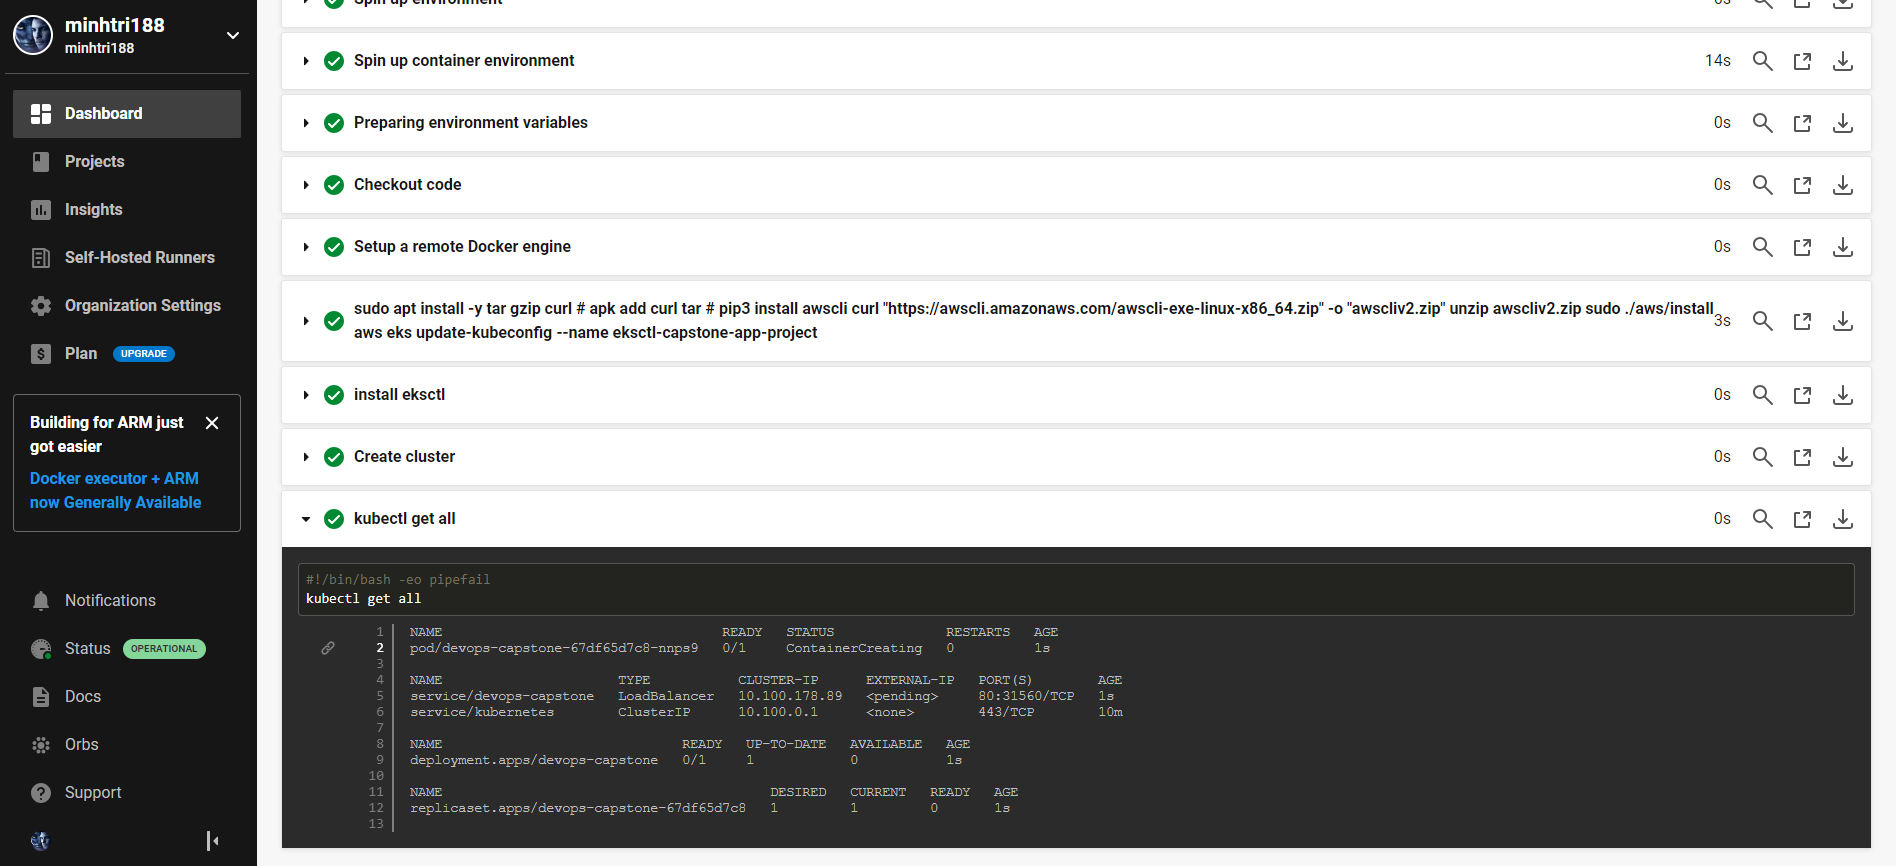 minhtri188
minhtri188
Dashboard
Projects
Insights
Self-Hosted Runners
Organization Settings
Plan UPGRADE
Building for ARM just
got easier
Docker executor + ARM
now Generally Available
Notifications
Status OPERATIONAL
Docs
Orbs
Support
Spin up environment 0s
Spin up container environment 14s
Preparing environment variables 0s
Checkout code 0s
Setup a remote Docker engine 0s
sudo apt install -y tar gzip curl # apk add curl tar # pip3 install awscli curl "https://awscli.amazonaws.com/awscli-exe-linux-x86_64.zip" -o "awscliv2.zip" unzip awscliv2.zip sudo ./aws/install
aws eks update-kubeconfig --name eksctl-capstone-app-project 3s
install eksctl 0s
Create cluster 0s
kubectl get all 0s
#!/bin/bash -eo pipefail
kubectl get all
1 NAME READY STATUS RESTARTS AGE
2 pod/devops-capstone-67df65d7c8-nnps9 0/1 ContainerCreating 0 1s
3
4 NAME TYPE CLUSTER-IP EXTERNAL-IP PORT(S) AGE
5 service/devops-capstone LoadBalancer 10.100.178.89 <pending> 80:31560/TCP 1s
6 service/kubernetes ClusterIP 10.100.0.1 <none> 443/TCP 10m
7
8 NAME READY UP-TO-DATE AVAILABLE AGE
9 deployment.apps/devops-capstone 0/1 1 0 1s
10
11 NAME DESIRED CURRENT READY AGE
12 replicaset.apps/devops-capstone-67df65d7c8 1 1 0 1s
13